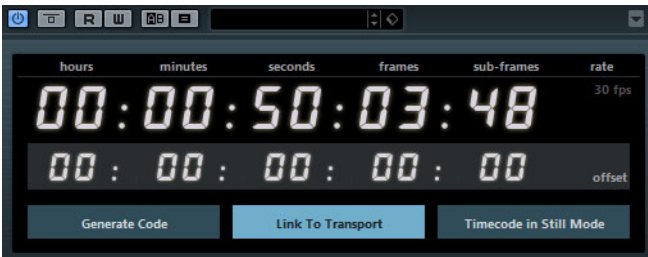 R W AB
hours minutes seconds frames sub-frames rate
00:00:50:03:48 30 fps
00: 00: 00: 00: 00 offset
Generate Code Link To Transport Timecode in Still Mode